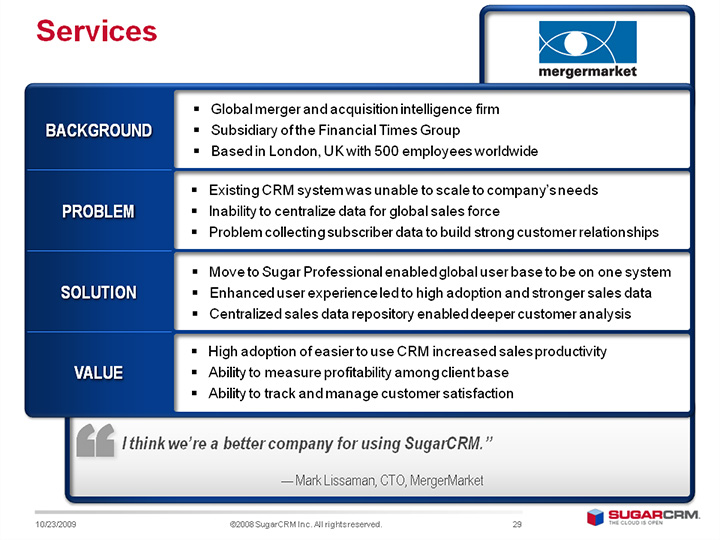 Services
mergermarket
BACKGROUND
▪ Global merger and acquisition intelligence firm
▪ Subsidiary of the Financial Times Group
▪ Based in London, UK with 500 employees worldwide
PROBLEM
▪ Existing CRM system was unable to scale to company's needs
▪ Inability to centralize data for global sales force
▪ Problem collecting subscriber data to build strong customer relationships
SOLUTION
▪ Move to Sugar Professional enabled global user base to be on one system
▪ Enhanced user experience led to high adoption and stronger sales data
▪ Centralized sales data repository enabled deeper customer analysis
VALUE
▪ High adoption of easier to use CRM increased sales productivity
▪ Ability to measure profitability among client base
▪ Ability to track and manage customer satisfaction
“ I think we’re a better company for using SugarCRM.”
— Mark Lissaman, CTO, MergerMarket
10/23/2009 ©2008 SugarCRM Inc. All rights reserved. 29
SUGARCRM.
THE CLOUD IS OPEN